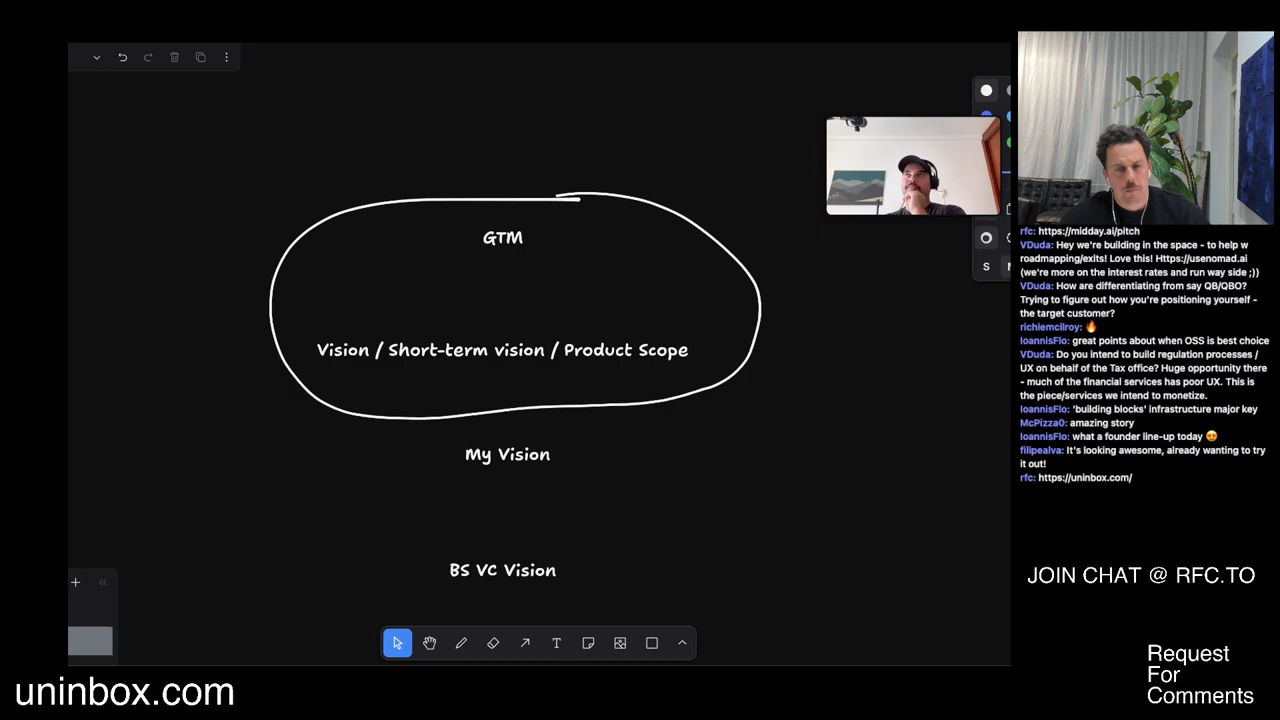 GTM
Vision / Short-term vision / Product Scope
My Vision
BS VC Vision
T
S
rfc: https://midday.ai/pitch
VDuda: Hey we're building in the space - to help w
roadmapping/exits! Love this! Https://usenomad.ai
(we're more on the interest rates and run way side ;))
VDuda: How are differentiating from say QB/QBO?
Trying to figure out how you're positioning yourself -
the target customer?
richiemcilroy: 🔥
IoannisFlo: great points about when OSS is best choice
VDuda: Do you intend to build regulation processes /
UX on behalf of the Tax office? Huge opportunity there
- much of the financial services has poor UX. This is
the piece/services we intend to monetize.
IoannisFlo: 'building blocks' infrastructure major key
McPizza0: amazing story
IoannisFlo: what a founder line-up today 😍
filipealva: It's looking awesome, already wanting to try
it out!
rfc: https://uninbox.com/
JOIN CHAT @ RFC.TO
Request
For
Comments
uninbox.com